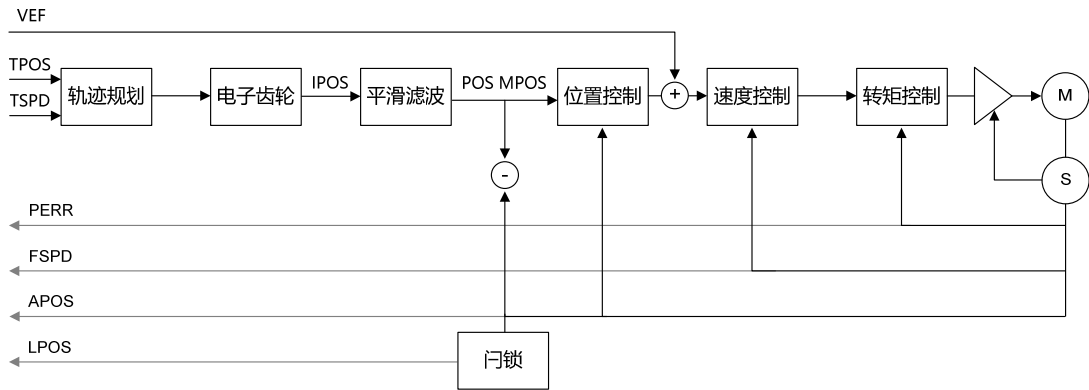 VEF
TPOS
TSPD
轨迹规划
电子齿轮
IPOS
平滑滤波
POS MPOS
位置控制
+
速度控制
转矩控制
M
-
S
PERR
FSPD
APOS
LPOS
闩锁